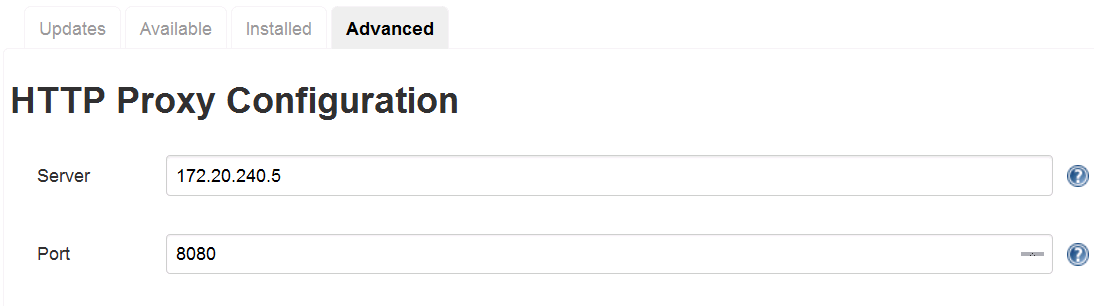 Updates Available Installed Advanced
HTTP Proxy Configuration
Server 172.20.240.5 ?
Port 8080 ?